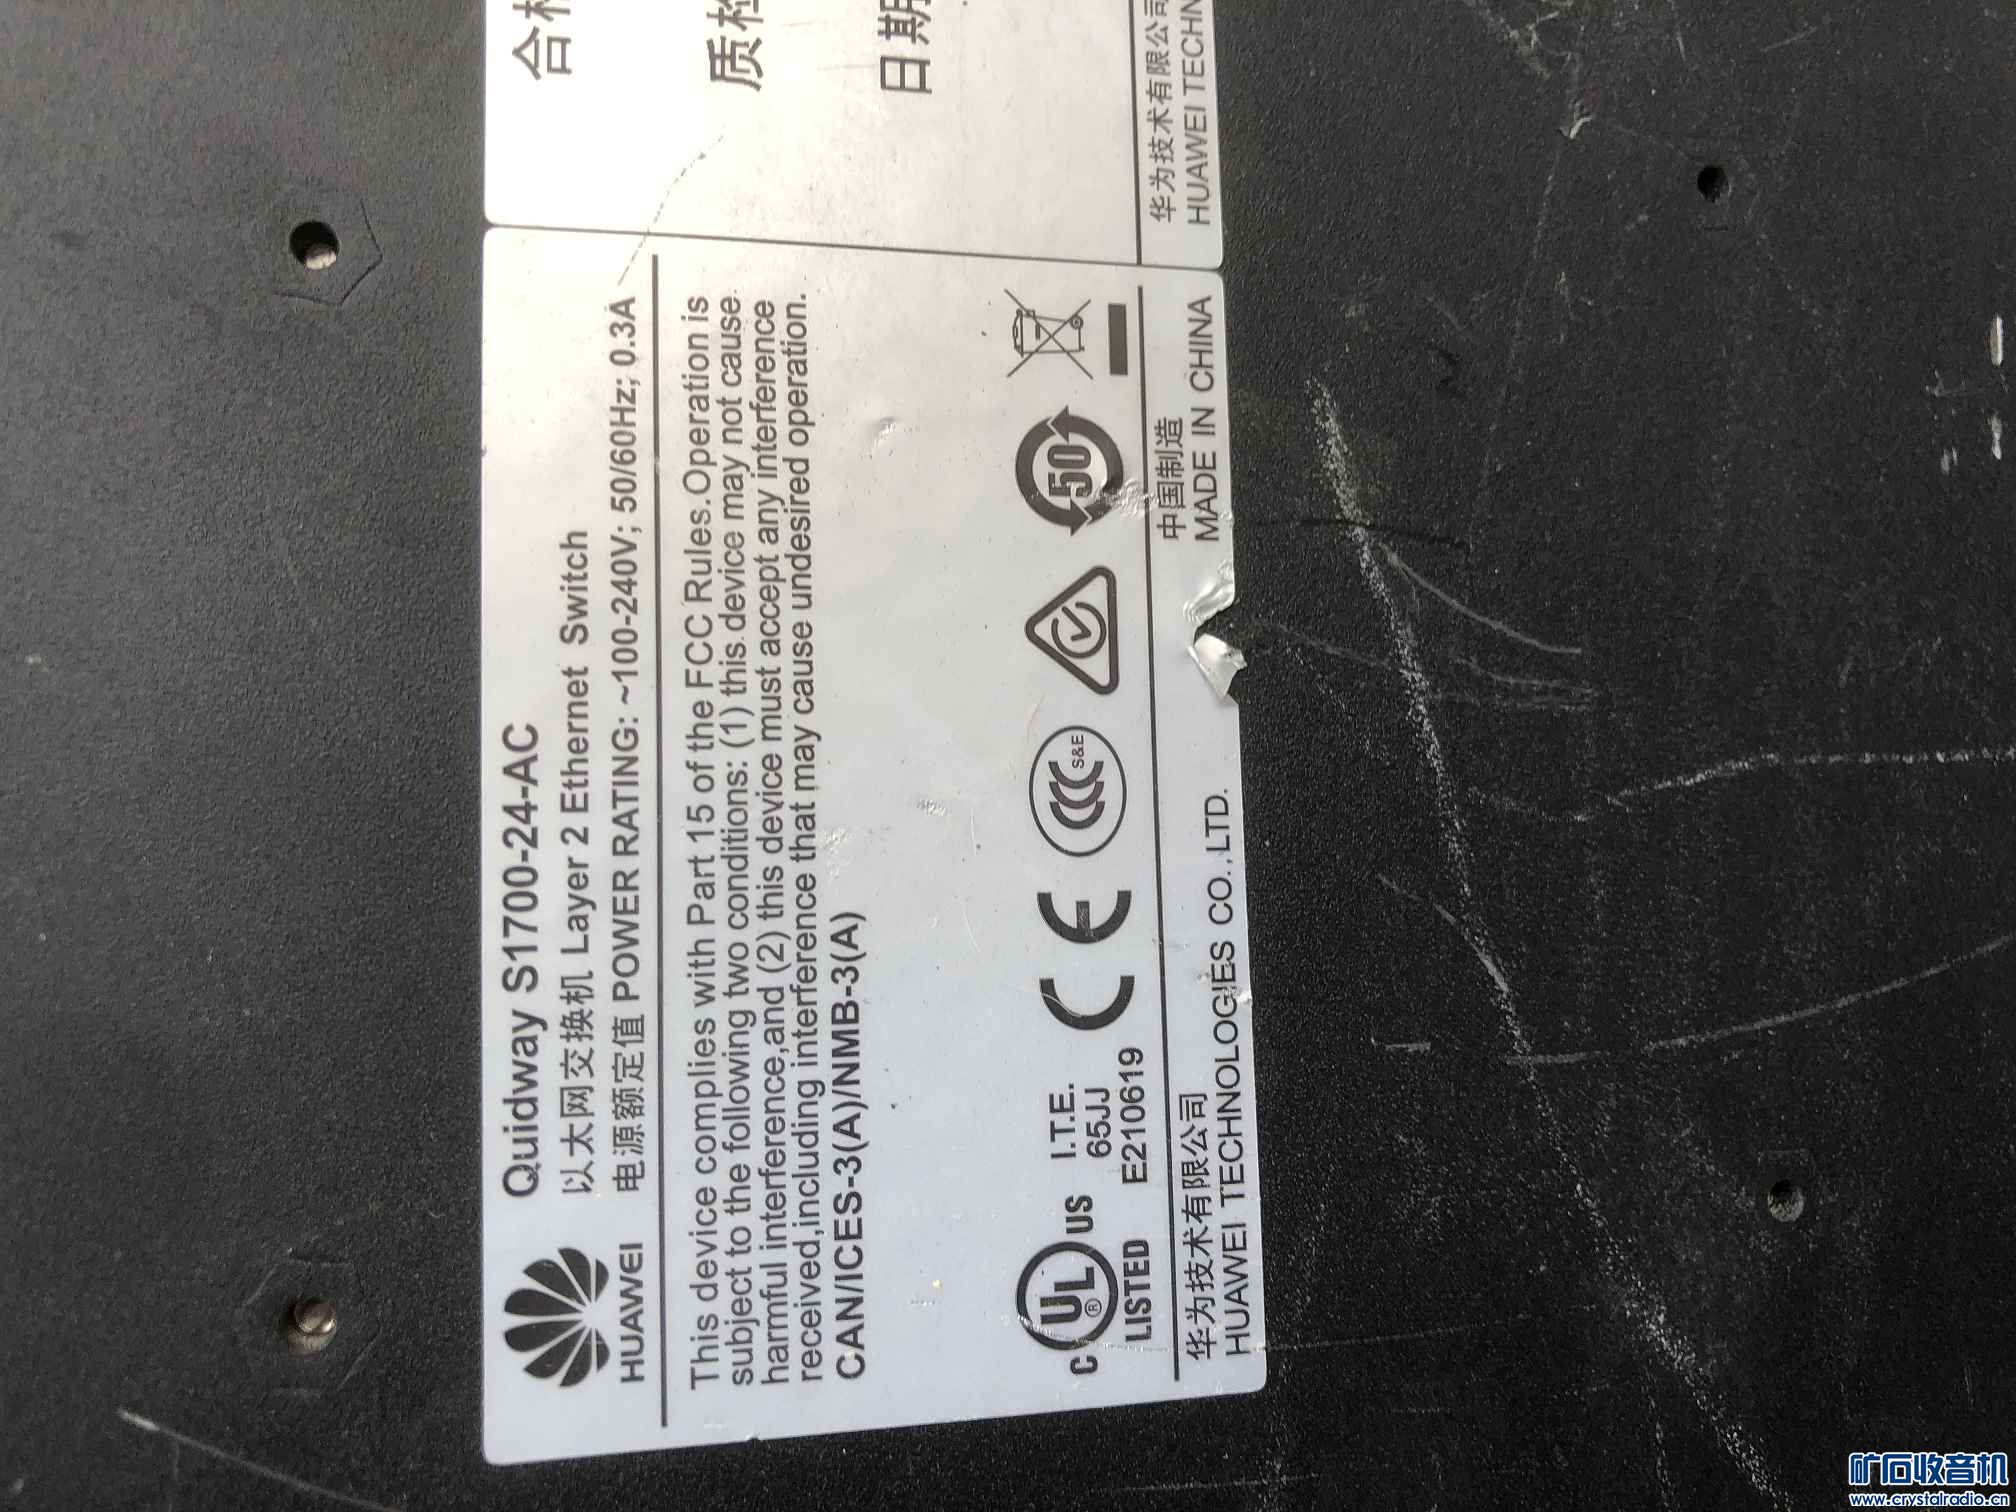 Quidway S1700-24-AC
以太网交换机 Layer 2 Ethernet Switch
HUAWEI 电源额定值 POWER RATING: ~100-240V; 50/60Hz; 0.3A
This device complies with Part 15 of the FCC Rules.Operation is
subject to the following two conditions: (1) this device may not cause
harmful interference,and (2) this device must accept any interference
received,including interference that may cause undesired operation.
CAN/ICES-3(A)/NMB-3(A)
C UL ® US LISTED
I.T.E.
65JJ
E210619
CE
CCC S&E
50
华为技术有限公司
HUAWEI TECHNOLOGIES CO.,LTD.
中国制造
MADE IN CHINA
合
质检
日期
华为技术有限公司
HUAWEI TECHN
矿石收音机
www.crystalradio.cn